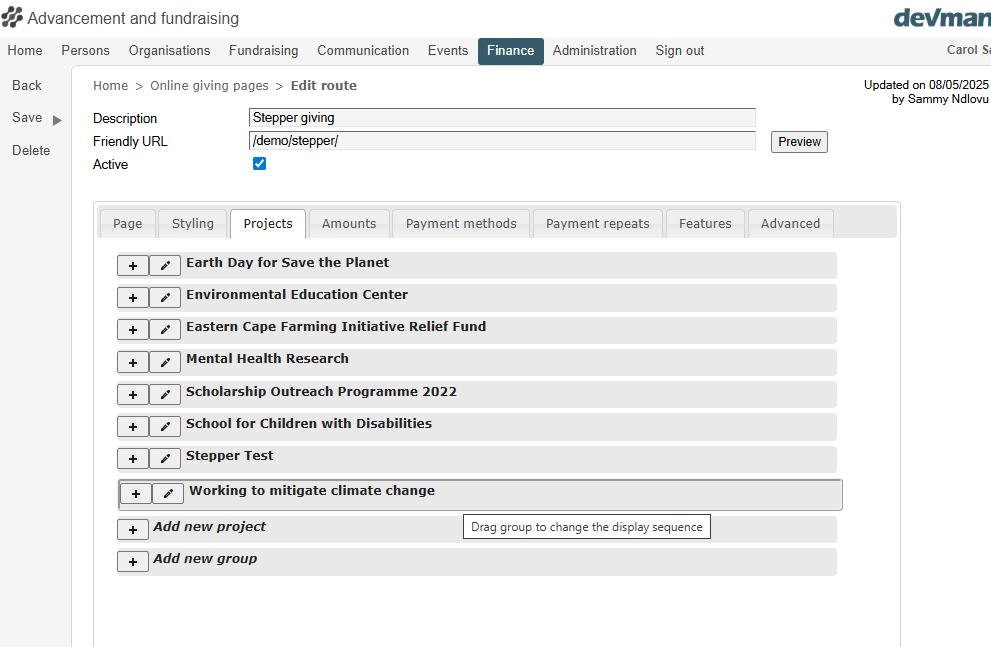 Advancement and fundraising
devman
Home Persons Organisations Fundraising Communication Events Finance Administration Sign out Carol
Back
Save
Delete
Home > Online giving pages > Edit route
Updated on 08/05/2025
by Sammy Ndlovu
Description Stepper giving
Friendly URL /demo/stepper/ Preview
Active
Page Styling Projects Amounts Payment methods Payment repeats Features Advanced
+ Earth Day for Save the Planet
+ Environmental Education Center
+ Eastern Cape Farming Initiative Relief Fund
+ Mental Health Research
+ Scholarship Outreach Programme 2022
+ School for Children with Disabilities
+ Stepper Test
+ Working to mitigate climate change
+ Add new project
Drag group to change the display sequence
+ Add new group